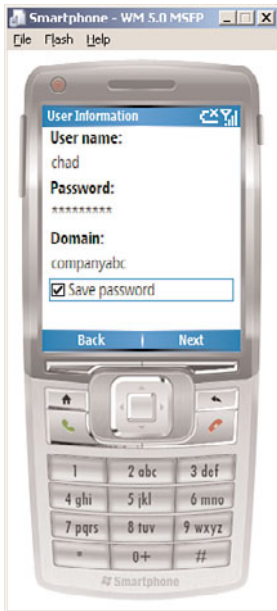 Smartphone - WM 5.0 MSFP
File Flash Help
User Information
User name:
chad
Password:
*********
Domain:
companyabc
Save password
Back Next
1 2 abc 3 def
4 ghi 5 jkl 6 mno
7 pqrs 8 tuv 9 wxyz
* 0+ #
Smartphone